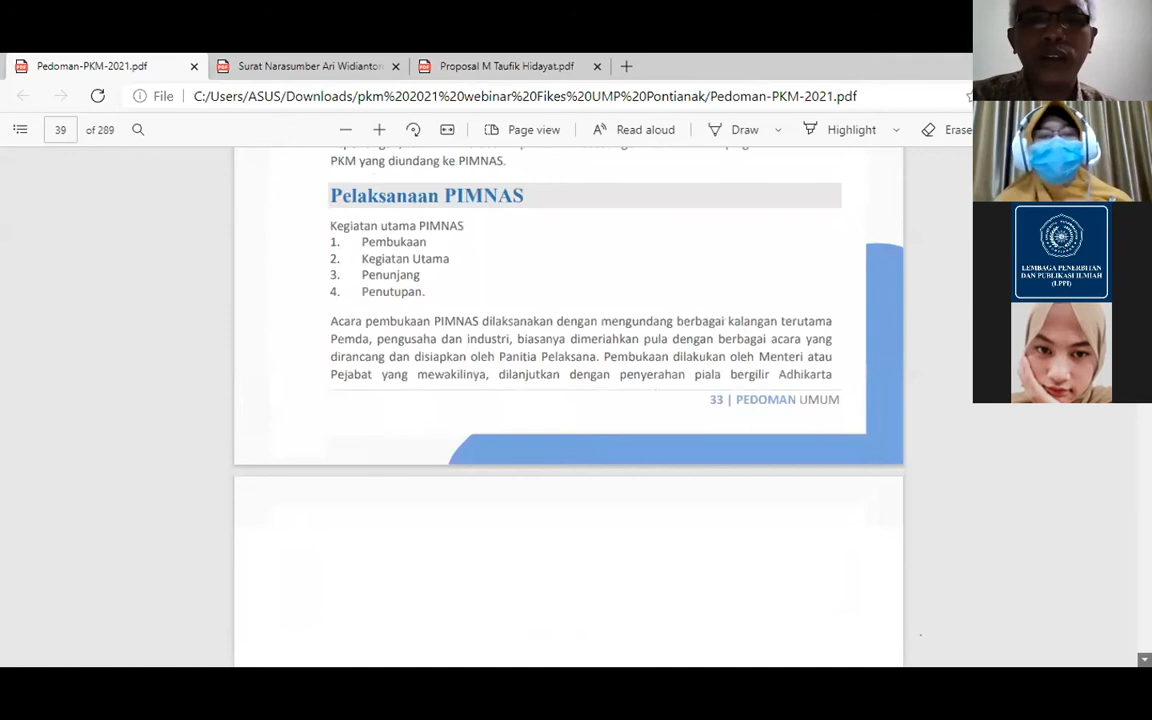 Pedoman-PKM-2021.pdf
Surat Narasumber Ari Widianto
Proposal M Taufik Hidayat.pdf
File
C:/Users/ASUS/Downloads/pkm%202021%20webinar%20Fikes%20UMP%20Pontianak/Pedoman-PKM-2021.pdf
39 of 289
Page view
Read aloud
Draw
Highlight
Erase
PKM yang diundang ke PIMNAS.
Pelaksanaan PIMNAS
Kegiatan utama PIMNAS
1. Pembukaan
2. Kegiatan Utama
3. Penunjang
4. Penutupan.
Acara pembukaan PIMNAS dilaksanakan dengan mengundang berbagai kalangan terutama
Pemda, pengusaha dan industri, biasanya dimeriahkan pula dengan berbagai acara yang
dirancang dan disiapkan oleh Panitia Pelaksana. Pembukaan dilakukan oleh Menteri atau
Pejabat yang mewakilinya, dilanjutkan dengan penyerahan piala bergilir Adhikarta
33 | PEDOMAN UMUM
LEMBAGA PENERBITAN
DAN PUBLIKASI ILMIAH
(LPPI)